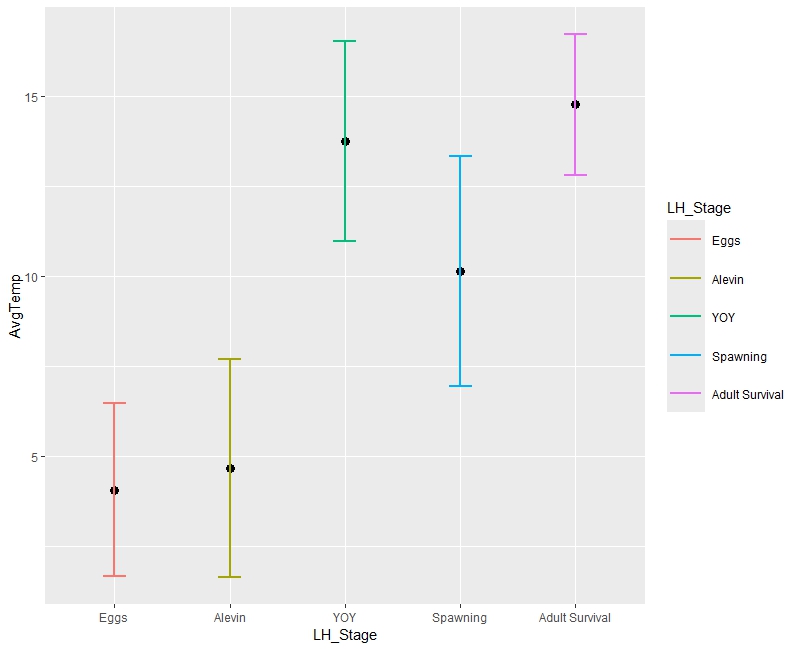 15
10
5
AvgTemp
Eggs
Alevin
YOY
Spawning
Adult Survival
LH_Stage
LH_Stage
Eggs
Alevin
YOY
Spawning
Adult Survival